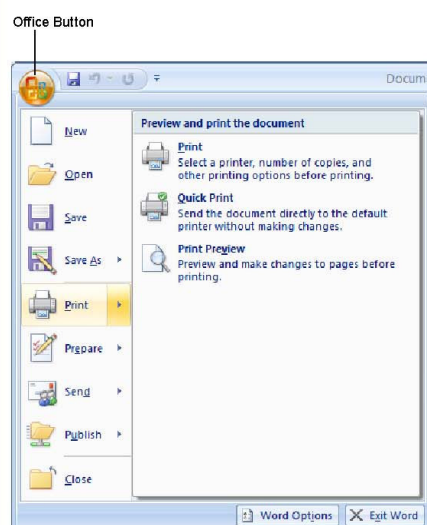 Office Button
Docum
New
Open
Save
Save As
Print
Prepare
Send
Publish
Close
Preview and print the document
Print
Select a printer, number of copies, and
other printing options before printing.
Quick Print
Send the document directly to the default
printer without making changes.
Print Preview
Preview and make changes to pages before
printing.
Word Options
Exit Word